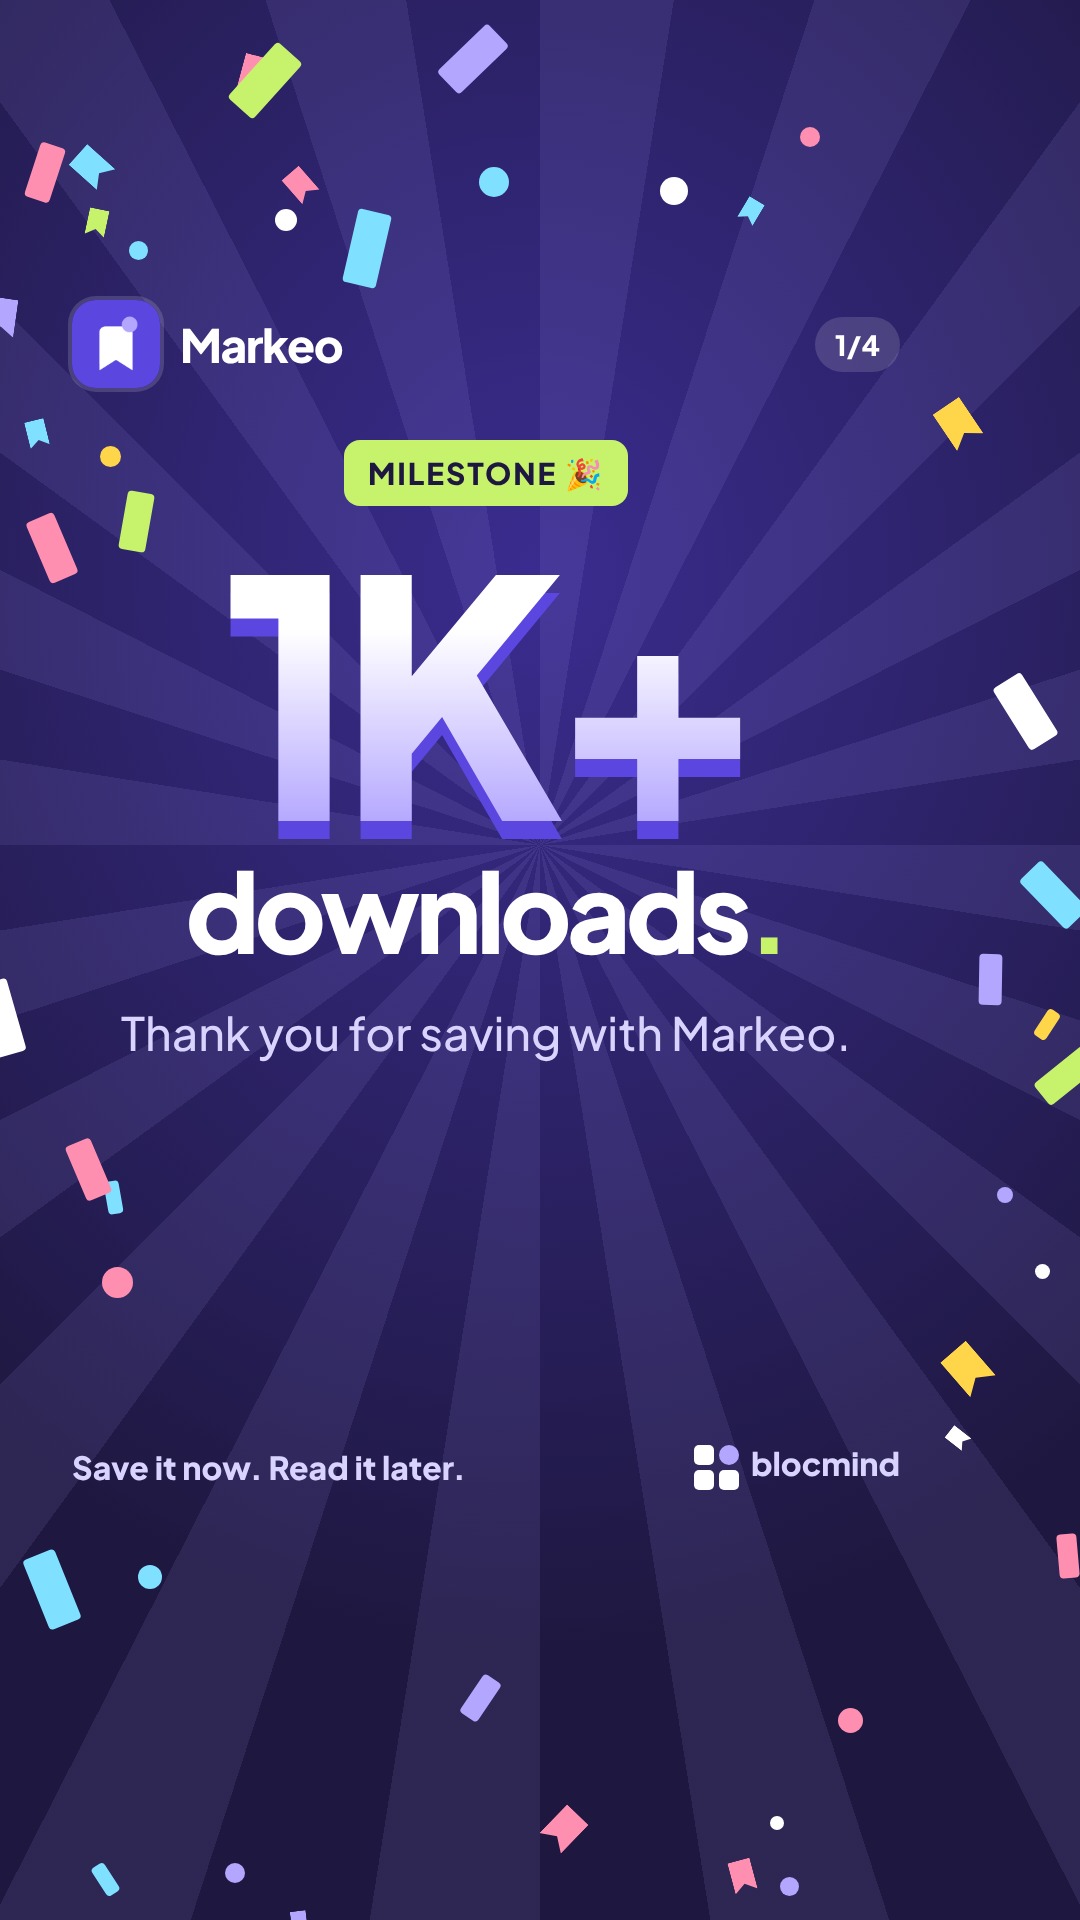 Markeo
1/4
MILESTONE 🎉
1K+
downloads.
Thank you for saving with Markeo.
Save it now. Read it later.
blocmind